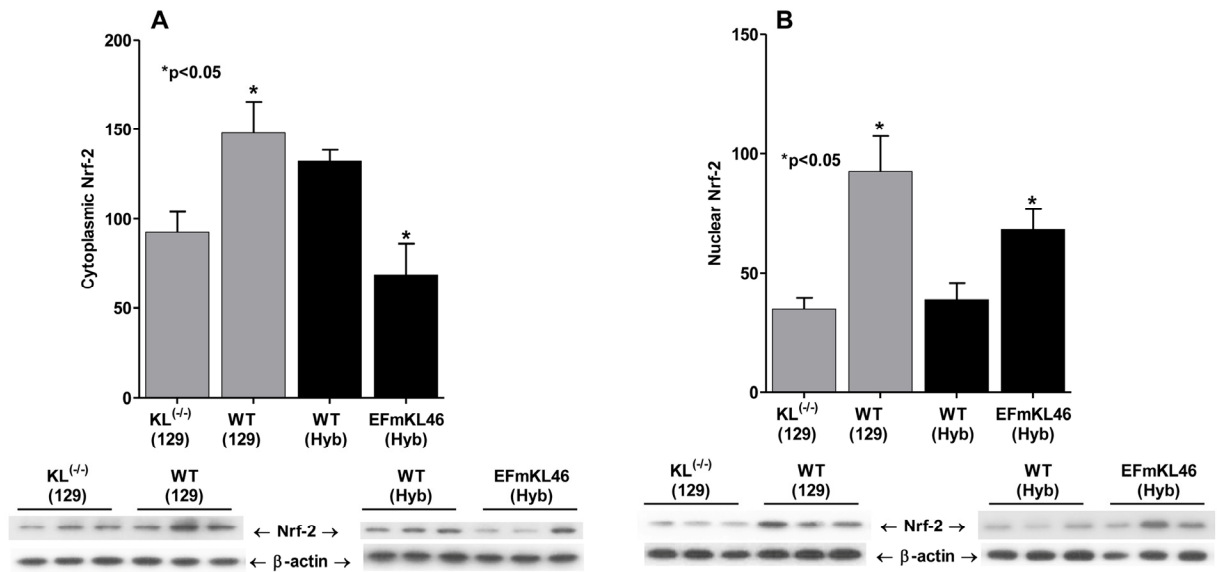 A
Cytoplasmic Nrf-2
200
150
100
50
0
*p<0.05
*
*
KL(-/-) WT WT EFmKL46
(129) (129) (Hyb) (Hyb)
KL(-/-) WT WT EFmKL46
(129) (129) (Hyb) (Hyb)
← Nrf-2 →
← β-actin →
B
Nuclear Nrf-2
150
100
50
0
*p<0.05
*
*
KL(-/-) WT WT EFmKL46
(129) (129) (Hyb) (Hyb)
KL(-/-) WT WT EFmKL46
(129) (129) (Hyb) (Hyb)
← Nrf-2 →
← β-actin →